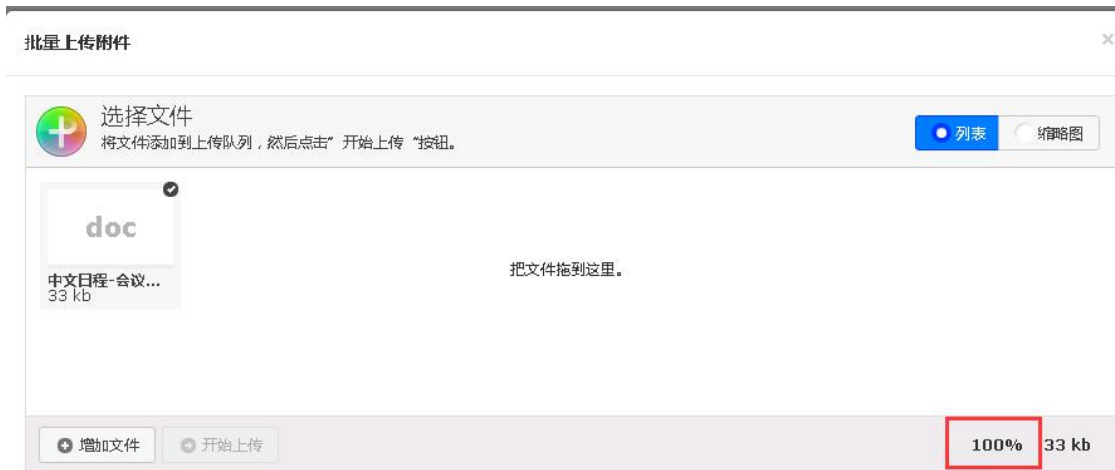 批量上传附件
选择文件
将文件添加到上传队列，然后点击”开始上传“按钮。
列表
缩略图
doc
中文日程-会议...
33 kb
把文件拖到这里。
增加文件
开始上传
100%
33 kb